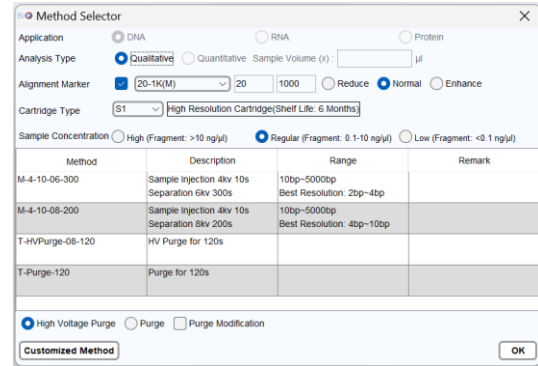 BiO Method Selector
Application DNA RNA Protein
Analysis Type Qualitative Quantitative Sample Volume (x) : µl
Alignment Marker 20-1K(M) 20 1000 Reduce Normal Enhance
Cartridge Type S1 High Resolution Cartridge(Shelf Life: 6 Months)
Sample Concentration High (Fragment: >10 ng/µl) Regular (Fragment: 0.1-10 ng/µl) Low (Fragment: <0.1 ng/µl)
Method Description Range Remark
M-4-10-06-300 Sample Injection 4kv 10s 10bp~5000bp
Separation 6kv 300s Best Resolution: 2bp~4bp
M-4-10-08-200 Sample Injection 4kv 10s 10bp~5000bp
Separation 8kv 200s Best Resolution: 4bp~10bp
T-HVPurge-08-120 HV Purge for 120s
T-Purge-120 Purge for 120s
High Voltage Purge Purge Purge Modification
Customized Method OK